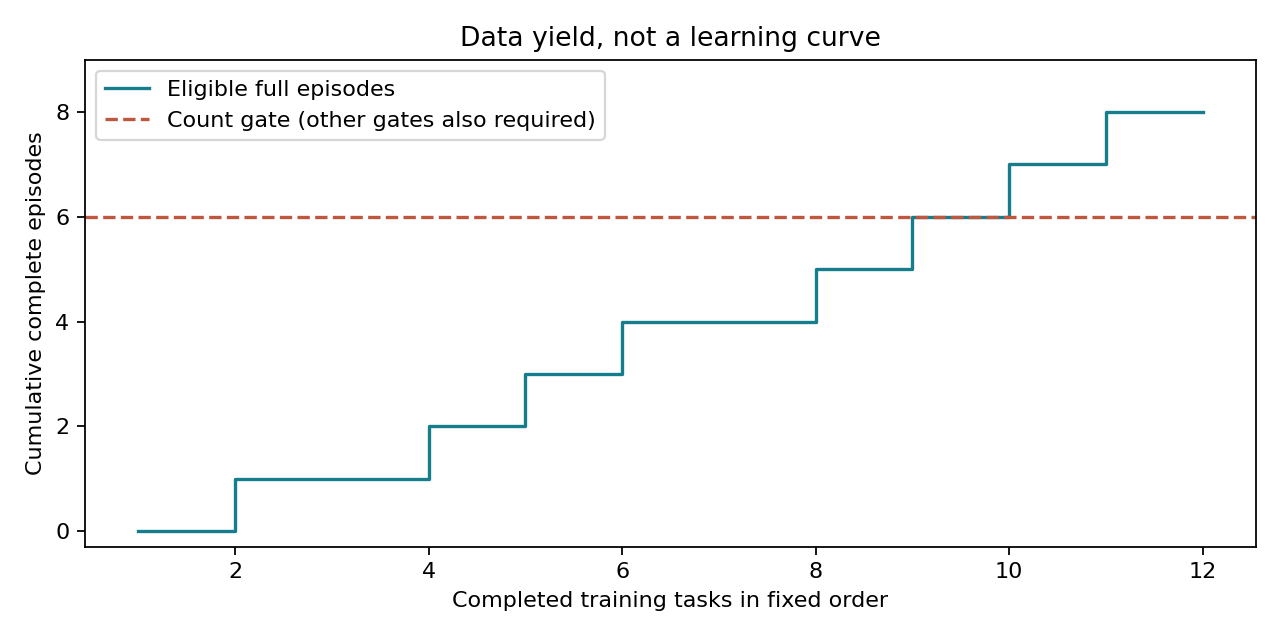 Data yield, not a learning curve
Eligible full episodes
Count gate (other gates also required)
Cumulative complete episodes
8
6
4
2
0
2 4 6 8 10 12
Completed training tasks in fixed order